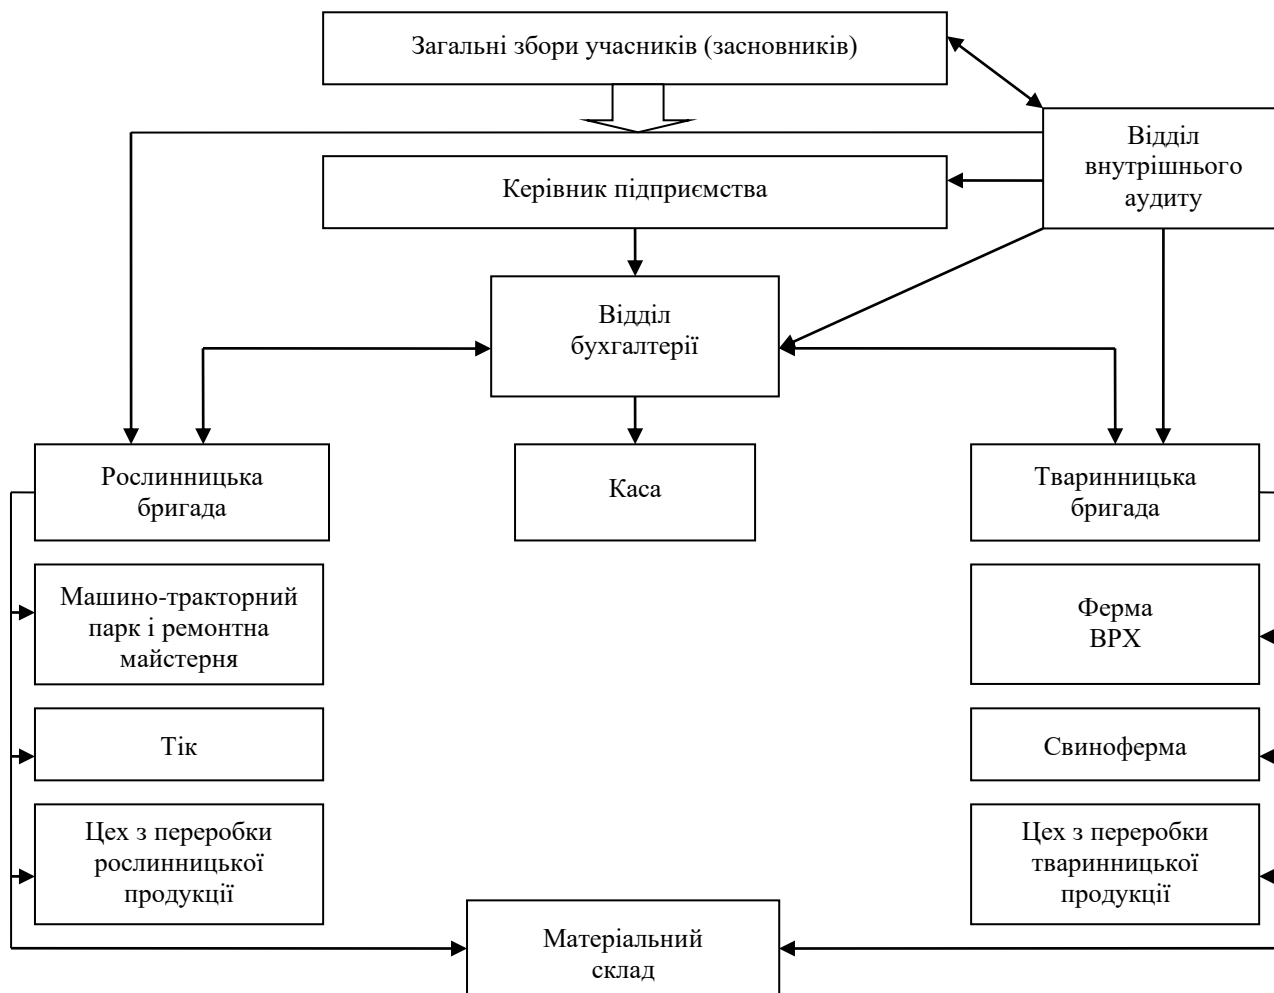 Загальні збори учасників (засновників)
Відділ
внутрішнього
аудиту
Керівник підприємства
Відділ
бухгалтерії
Рослинницька
бригада
Каса
Тваринницька
бригада
Машино-тракторний
парк і ремонтна
майстерня
Ферма
ВРХ
Тік
Свиноферма
Цех з переробки
рослинницької
продукції
Цех з переробки
тваринницької
продукції
Матеріальний
склад